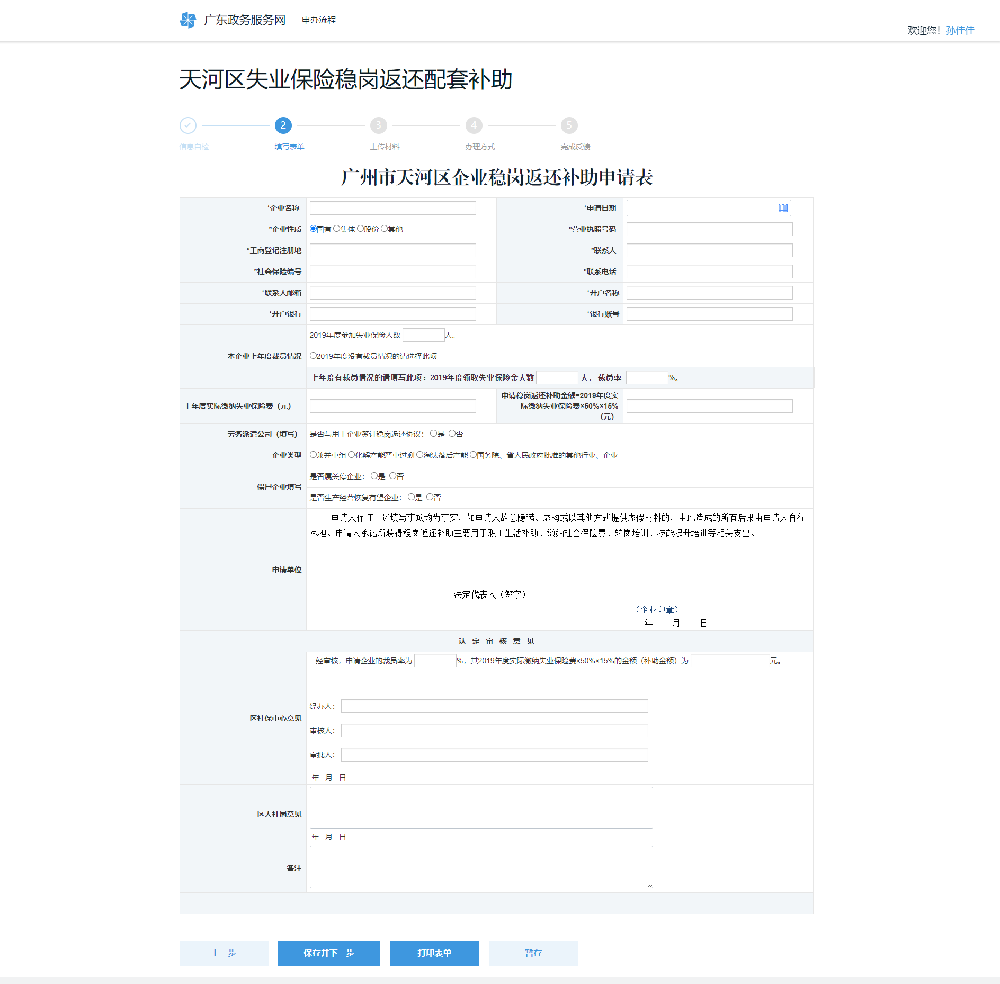 广东政务服务网 申办流程
欢迎您！孙佳佳
天河区失业保险稳岗返还配套补助
2 3 4 5
信息自检 填写表单 上传材料 办理方式 完成反馈
广州市天河区企业稳岗返还补助申请表
*企业名称 *申请日期
*企业性质 国有 集体 股份 其他 *营业执照号码
*工商登记注册地 *联系人
*社会保险编号 *联系电话
*联系人邮箱 *开户名称
*开户银行 *银行账号
本企业上年度裁员情况
2019年度参加失业保险人数 人。
2019年度没有裁员情况的请选择此项
上年度有裁员情况的请填写此项：2019年度领取失业保险金人数 人， 裁员率 %。
上年度实际缴纳失业保险费（元）
申请稳岗返还补助金额=2019年度实
际缴纳失业保险费×50%×15%
（元）
劳务派遣公司（填写） 是否与用工企业签订稳岗返还协议： 是 否
企业类型 兼并重组 化解产能严重过剩 淘汰落后产能 国务院、省人民政府批准的其他行业、企业
僵尸企业填写
是否属关停企业： 是 否
是否生产经营恢复有望企业： 是 否
申请单位
申请人保证上述填写事项均为事实，如申请人故意隐瞒、虚构或以其他方式提供虚假材料的，由此造成的所有后果由申请人自行
承担。申请人承诺所获得稳岗返还补助主要用于职工生活补助、缴纳社会保险费、转岗培训、技能提升培训等相关支出。
法定代表人（签字）
（企业印章）
年 月 日
认 定 审 核 意 见
区社保中心意见
经审核，申请企业的裁员率为 %，其2019年度实际缴纳失业保险费×50%×15%的金额（补助金额）为 元。
经办人：
审核人：
审批人：
年 月 日
区人社局意见
年 月 日
备注
上一步 保存并下一步 打印表单 暂存